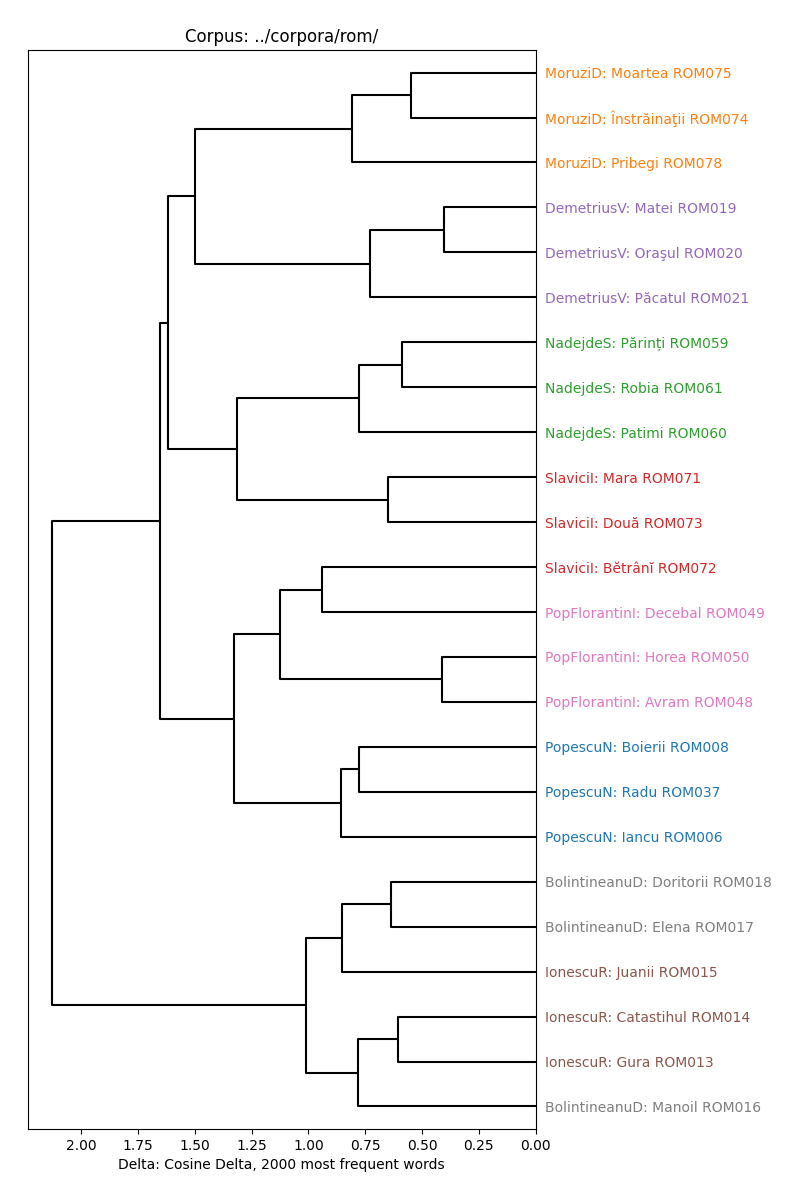 Corpus: ../corpora/rom/
MoruziD: Moartea ROM075
MoruziD: Înstrăinaţii ROM074
MoruziD: Pribegi ROM078
DemetriusV: Matei ROM019
DemetriusV: Oraşul ROM020
DemetriusV: Păcatul ROM021
NadejdeS: Părinți ROM059
NadejdeS: Robia ROM061
NadejdeS: Patimi ROM060
SlaviciI: Mara ROM071
SlaviciI: Două ROM073
SlaviciI: Bětrânĭ ROM072
PopFlorantinI: Decebal ROM049
PopFlorantinI: Horea ROM050
PopFlorantinI: Avram ROM048
PopescuN: Boierii ROM008
PopescuN: Radu ROM037
PopescuN: Iancu ROM006
BolintineanuD: Doritorii ROM018
BolintineanuD: Elena ROM017
IonescuR: Juanii ROM015
IonescuR: Catastihul ROM014
IonescuR: Gura ROM013
BolintineanuD: Manoil ROM016
2.00 1.75 1.50 1.25 1.00 0.75 0.50 0.25 0.00
Delta: Cosine Delta, 2000 most frequent words